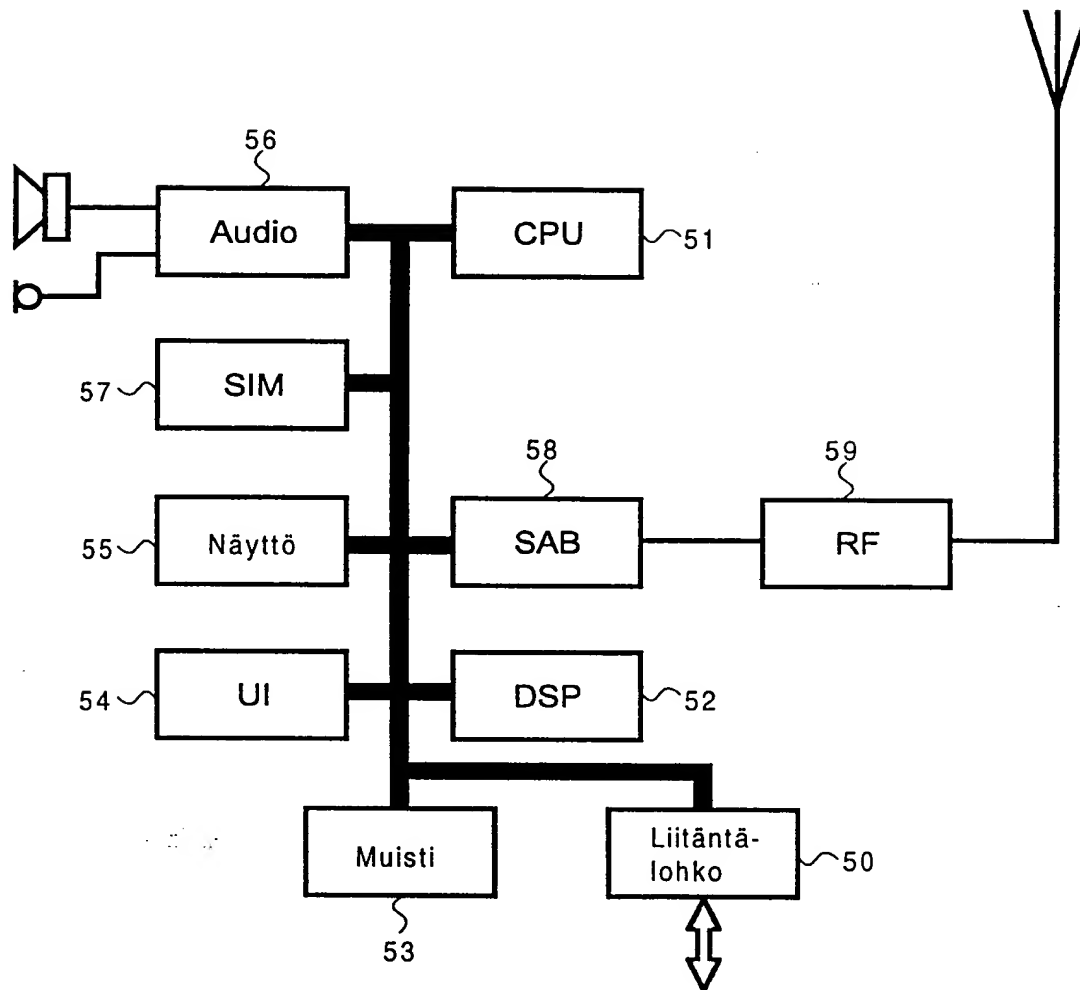 56
Audio
CPU
51
SIM
57
58
59
Näyttö
55
SAB
RF
UI
54
DSP
52
Muisti
53
Liitäntä-
lohko
50